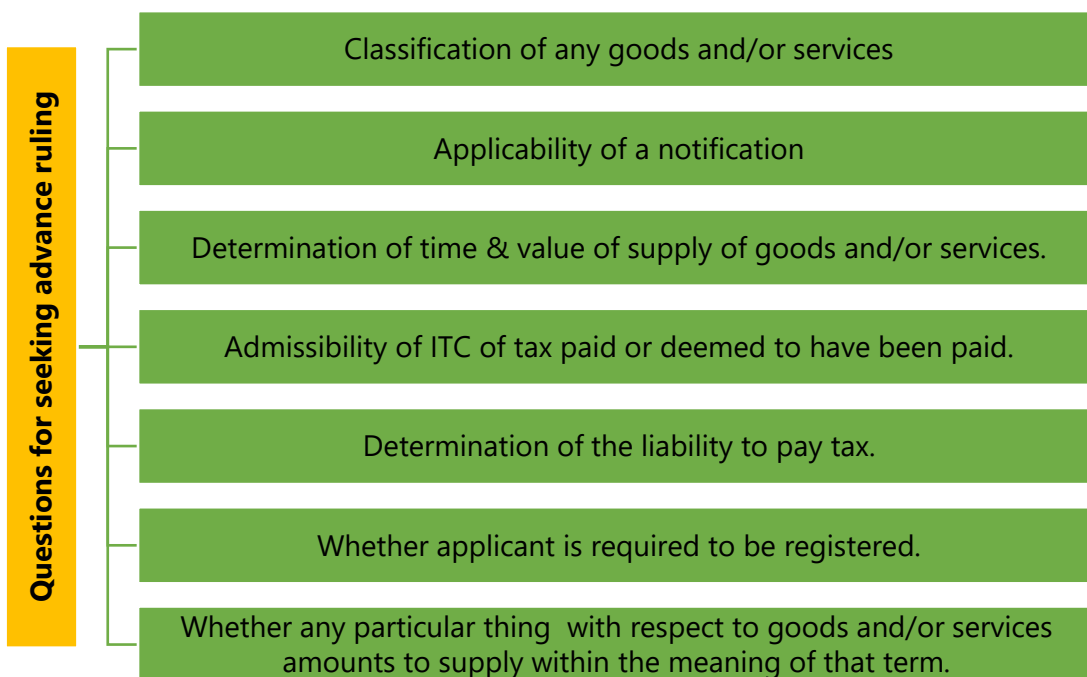 Questions for seeking advance ruling
Classification of any goods and/or services
Applicability of a notification
Determination of time & value of supply of goods and/or services.
Admissibility of ITC of tax paid or deemed to have been paid.
Determination of the liability to pay tax.
Whether applicant is required to be registered.
Whether any particular thing with respect to goods and/or services
amounts to supply within the meaning of that term.